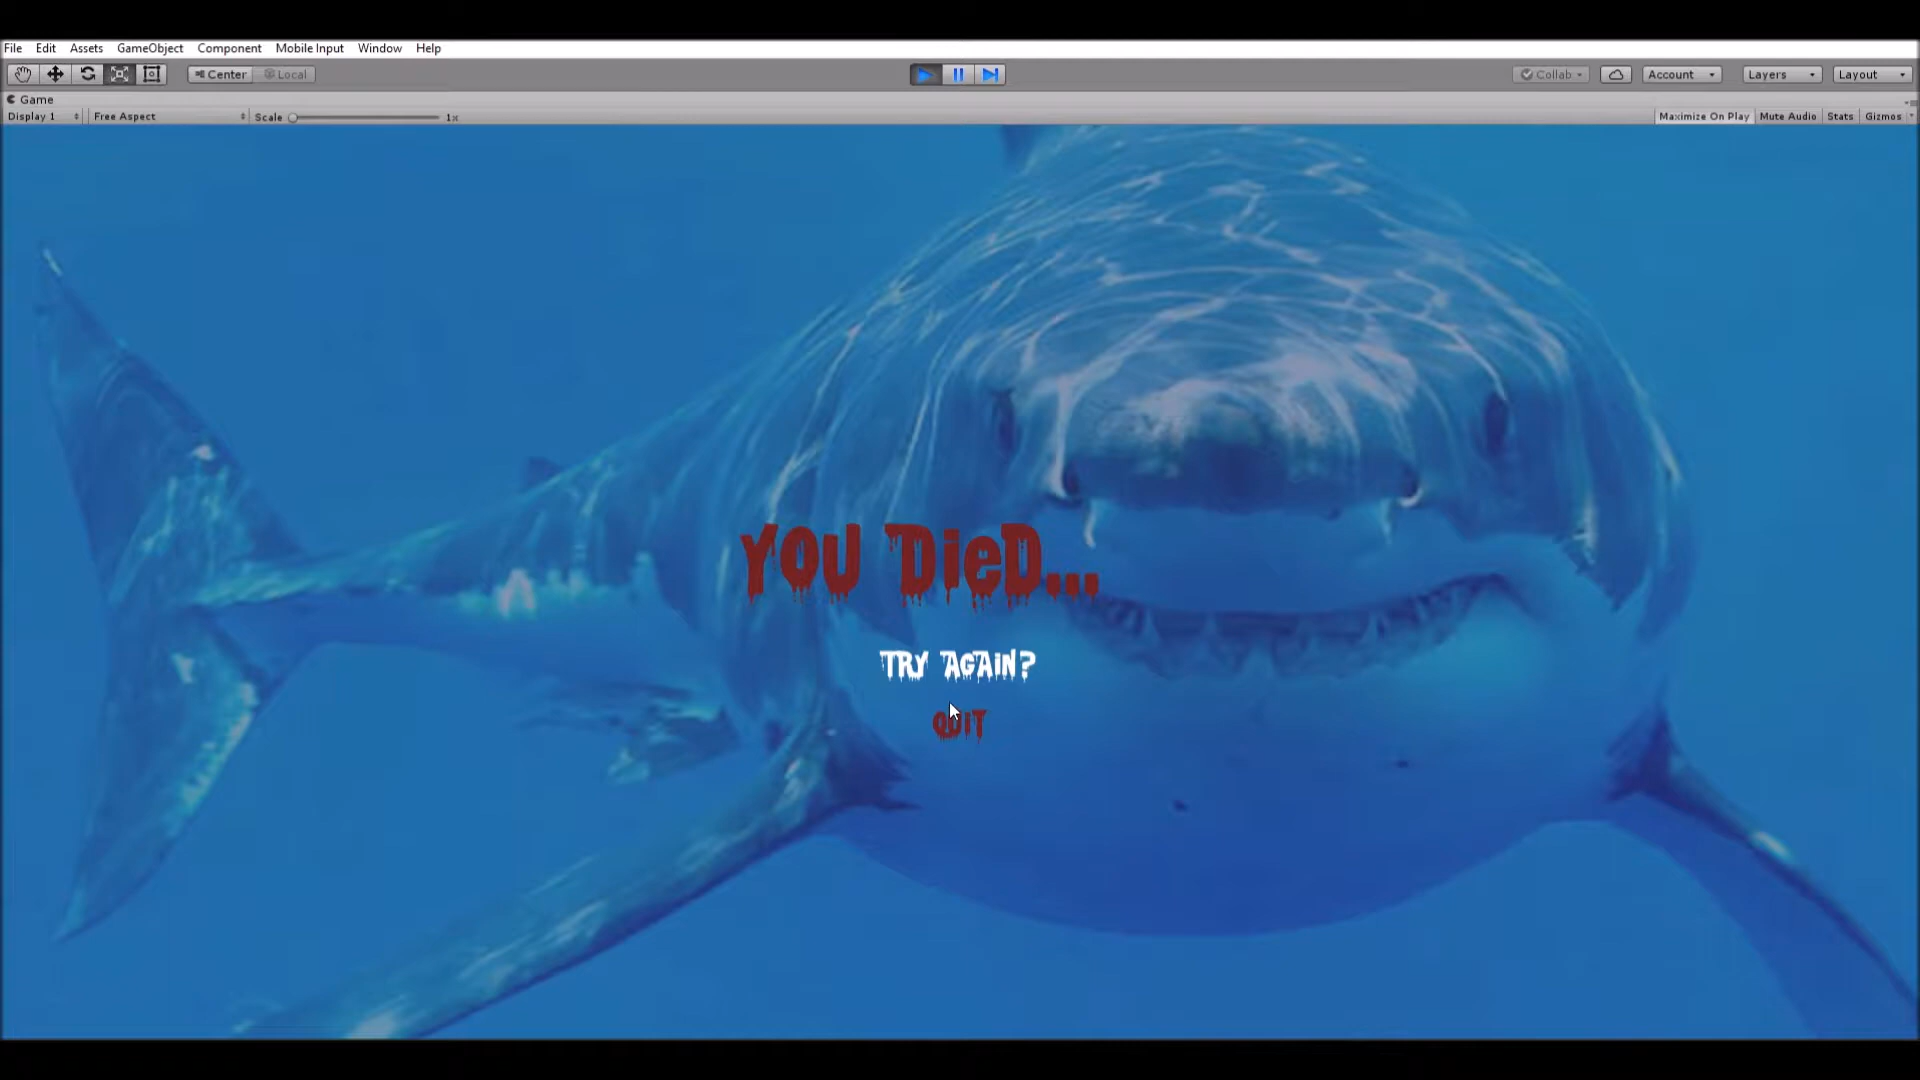 File Edit Assets GameObject Component Mobile Input Window Help
Center Local Collab Account Layers Layout
Game
Display 1 Free Aspect Scale 1x Maximize On Play Mute Audio Stats Gizmos
YOU DieD...
TRY AGAiN?
QUiT